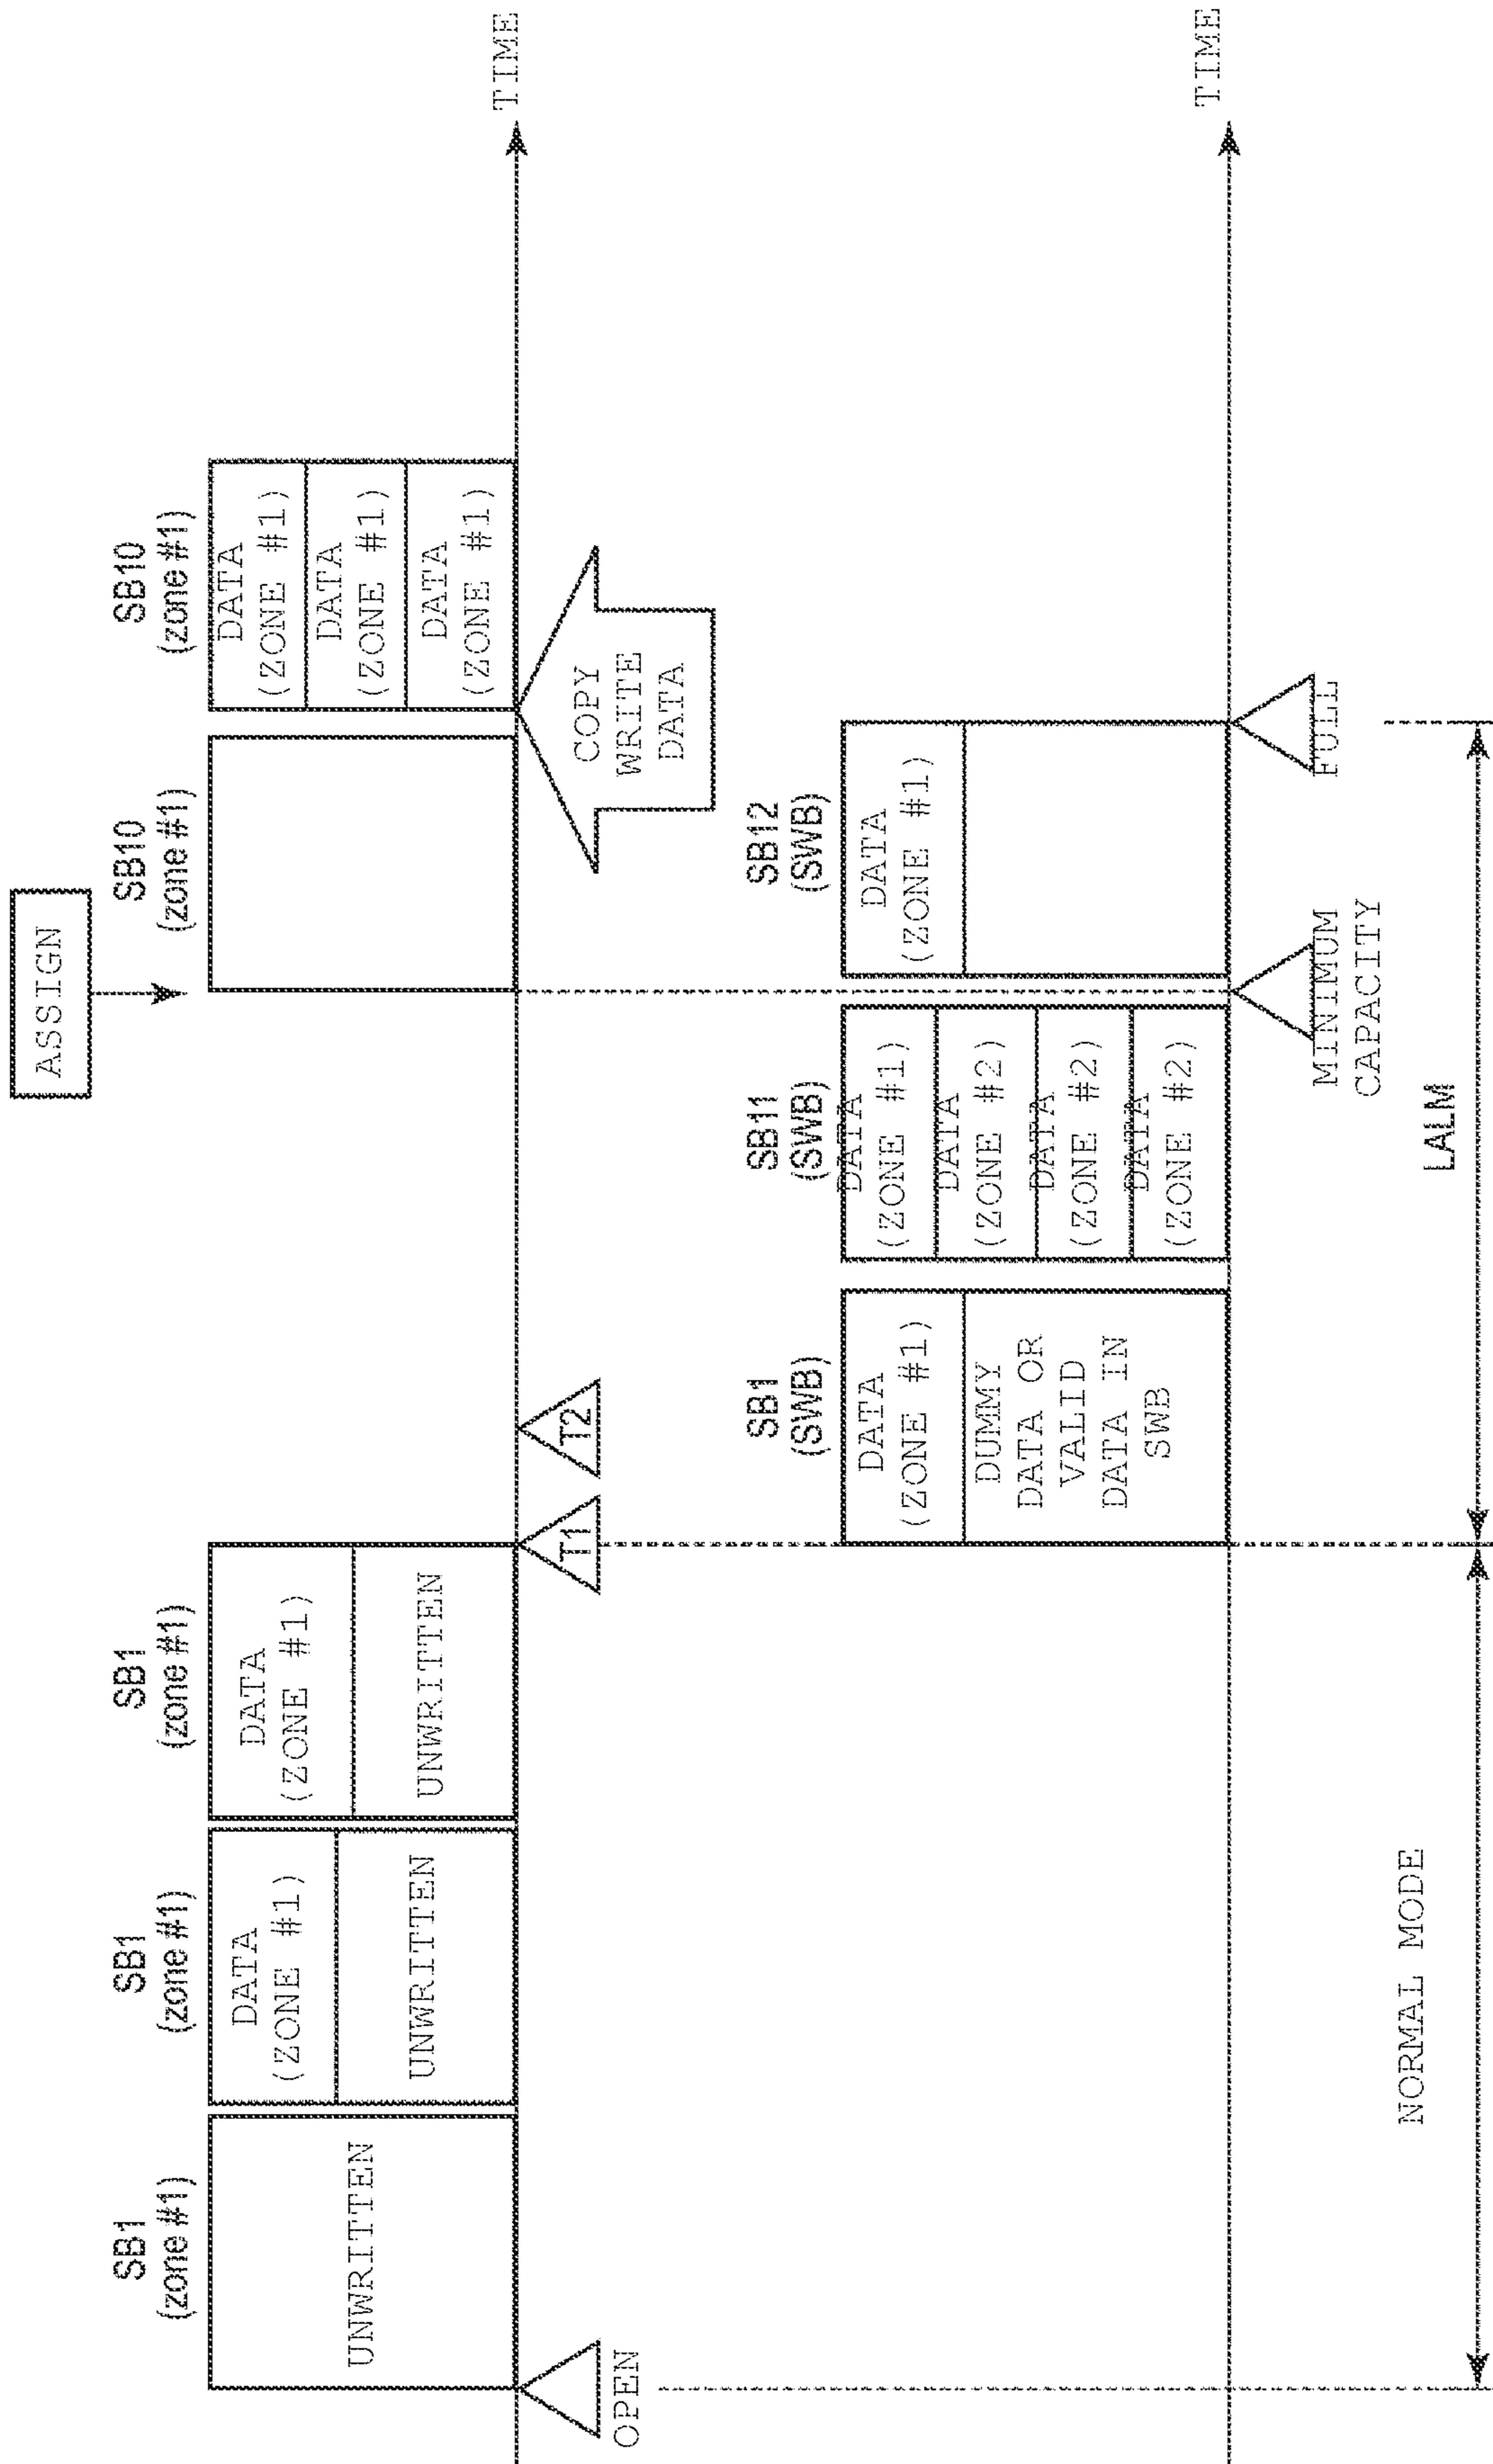 ASSIGN
SB1
(zone #1)
UNWRITTEN
SB1
(zone #1)
DATA
(ZONE #1)
UNWRITTEN
SB1
(zone #1)
DATA
(ZONE #1)
UNWRITTEN
SB10
(zone #1)
SB10
(zone #1)
DATA
(ZONE #1)
DATA
(ZONE #1)
DATA
(ZONE #1)
TIME
OPEN
T1
T2
COPY
WRITE
DATA
SB1
(SWB)
DATA
(ZONE #1)
DUMMY
DATA OR
VALID
DATA IN
SWB
SB11
(SWB)
DATA
(ZONE #1)
DATA
(ZONE #2)
DATA
(ZONE #2)
DATA
(ZONE #2)
SB12
(SWB)
DATA
(ZONE #1)
TIME
MINIMUM
CAPACITY
FULL
NORMAL MODE
LALM